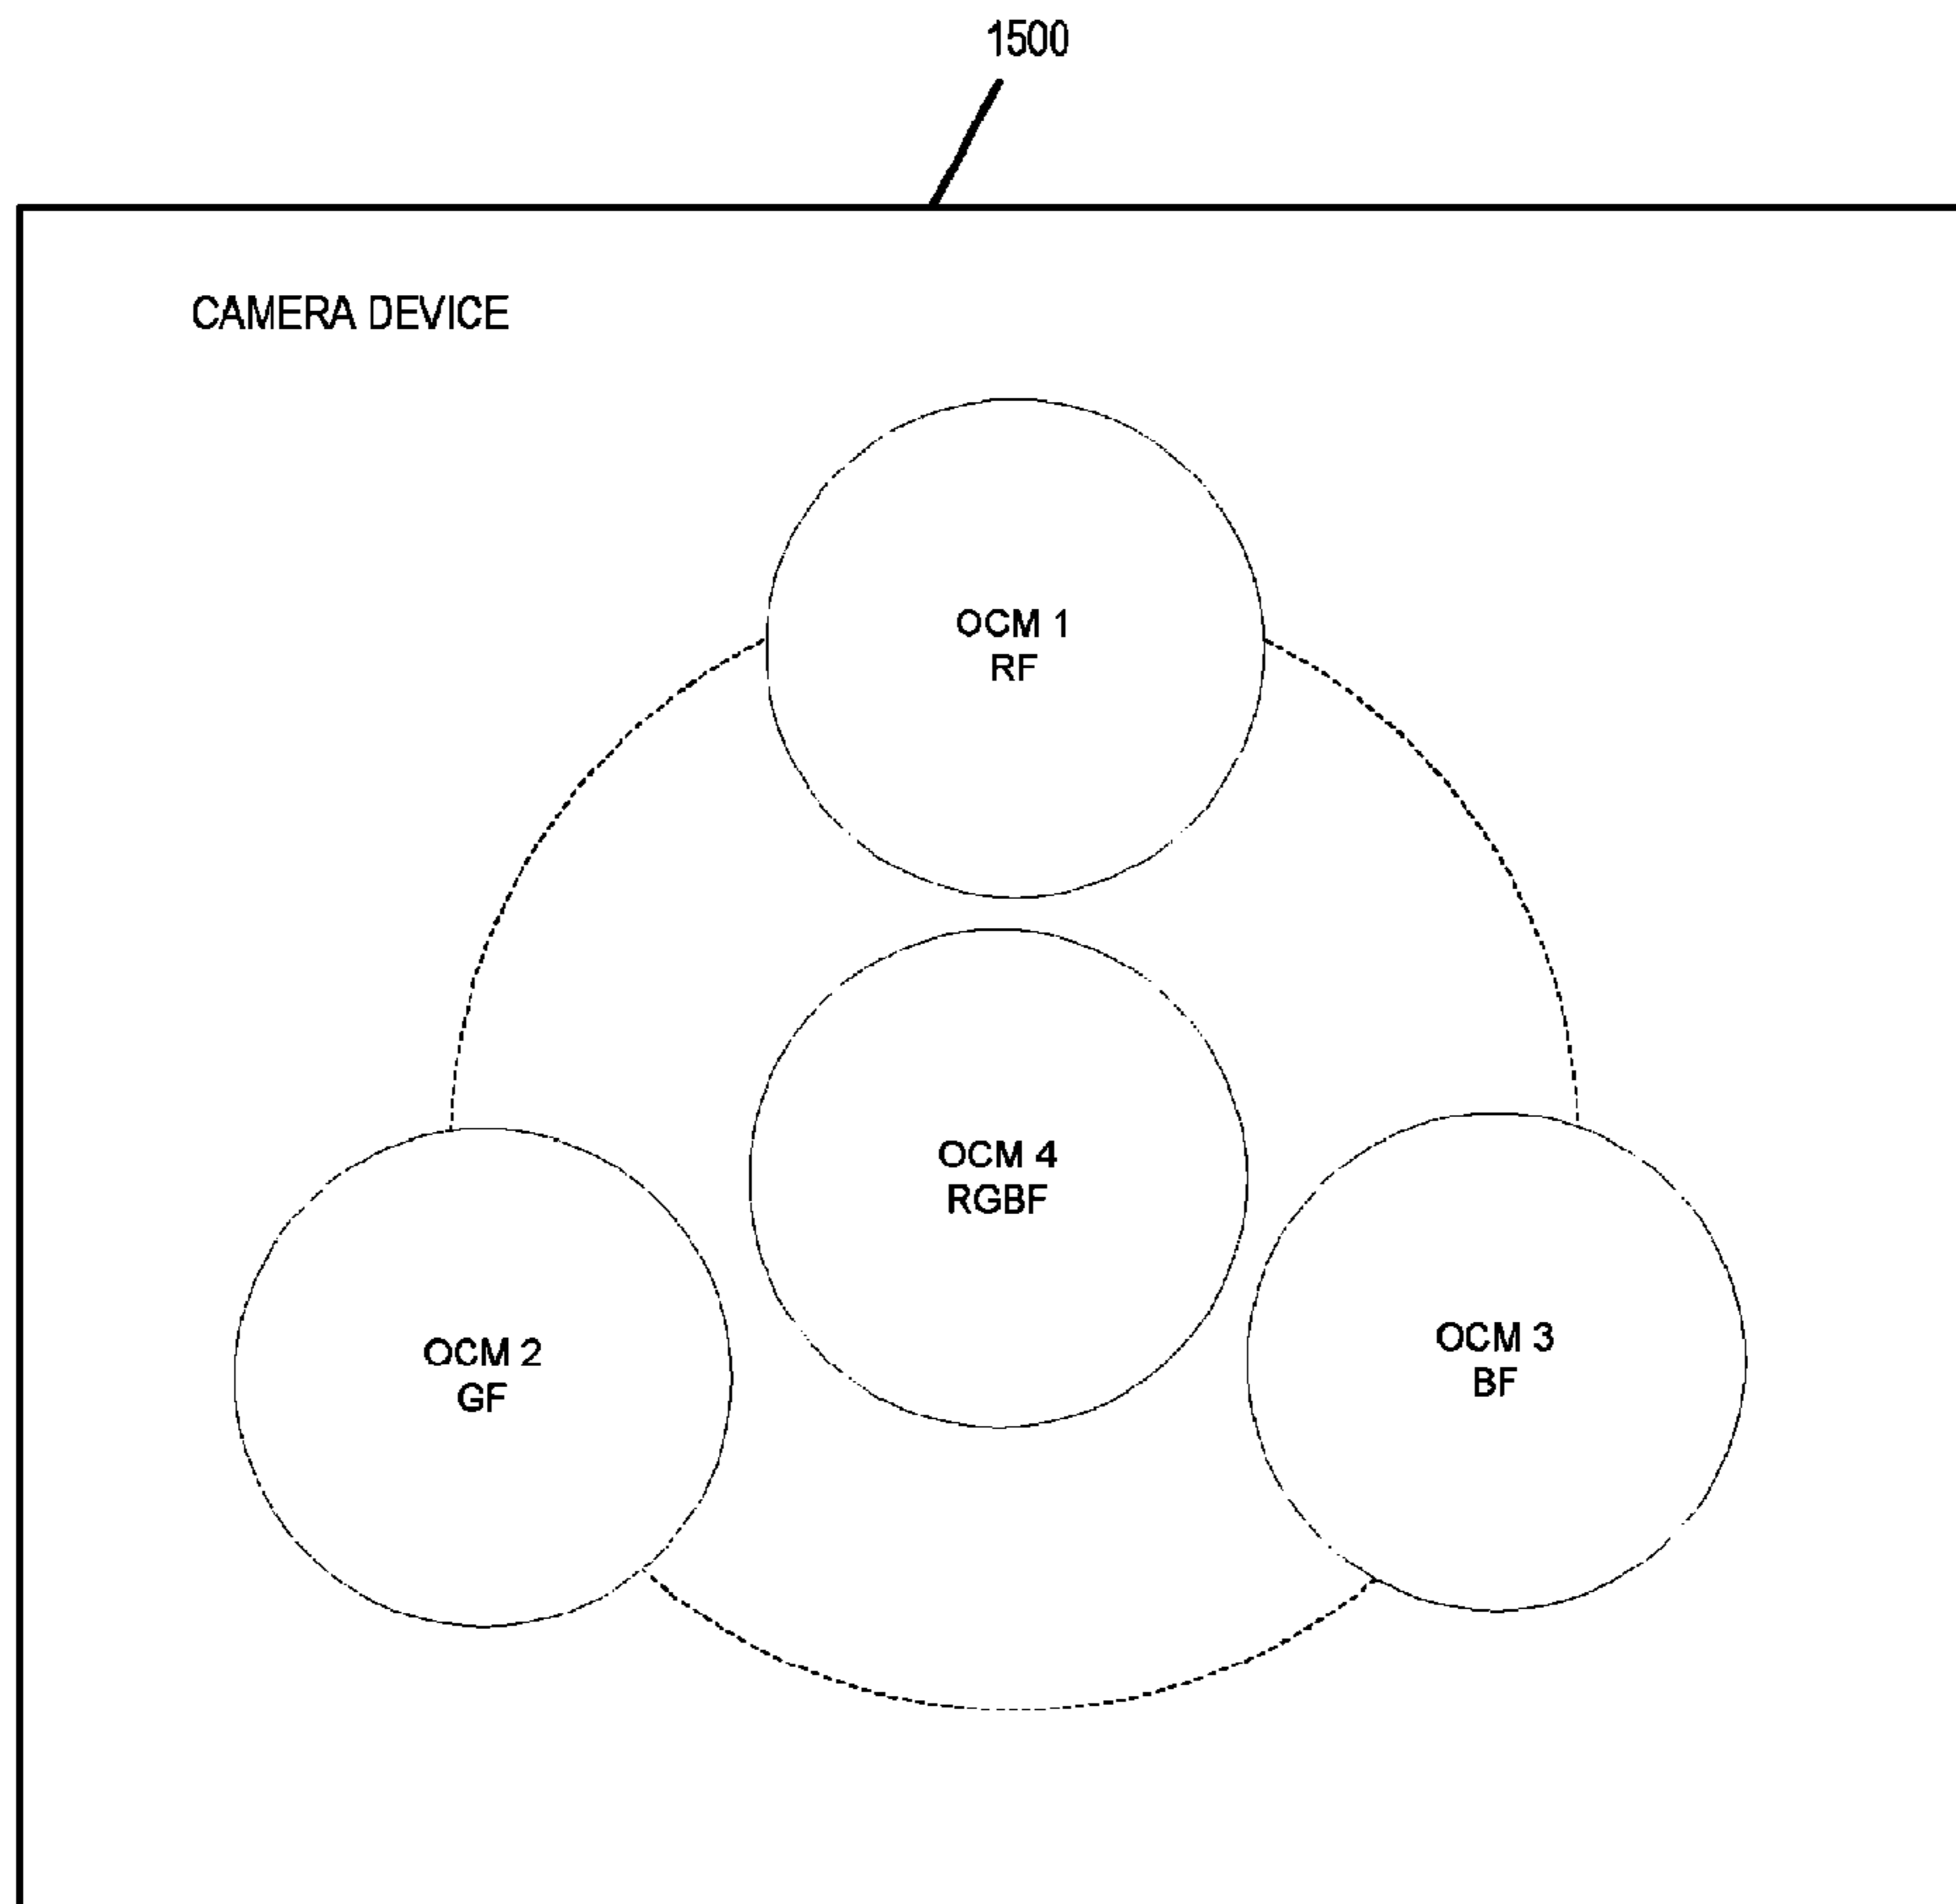 1500
CAMERA DEVICE
OCM 1
RF
OCM 4
RGBF
OCM 2
GF
OCM 3
BF